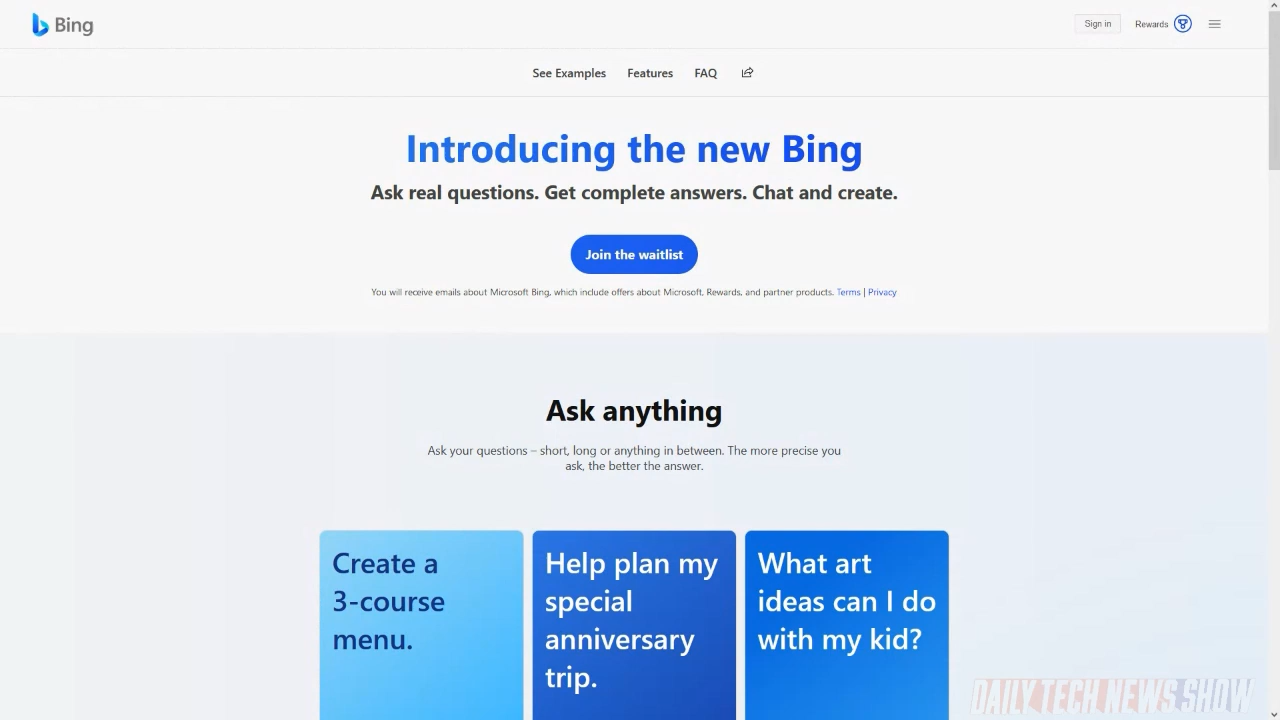 Bing
Sign in
Rewards
See Examples
Features
FAQ
Introducing the new Bing
Ask real questions. Get complete answers. Chat and create.
Join the waitlist
You will receive emails about Microsoft Bing, which include offers about Microsoft, Rewards, and partner products. Terms | Privacy
Ask anything
Ask your questions – short, long or anything in between. The more precise you
ask, the better the answer.
Create a
3-course
menu.
Help plan my
special
anniversary
trip.
What art
ideas can I do
with my kid?
DAILY TECH NEWS SHOW